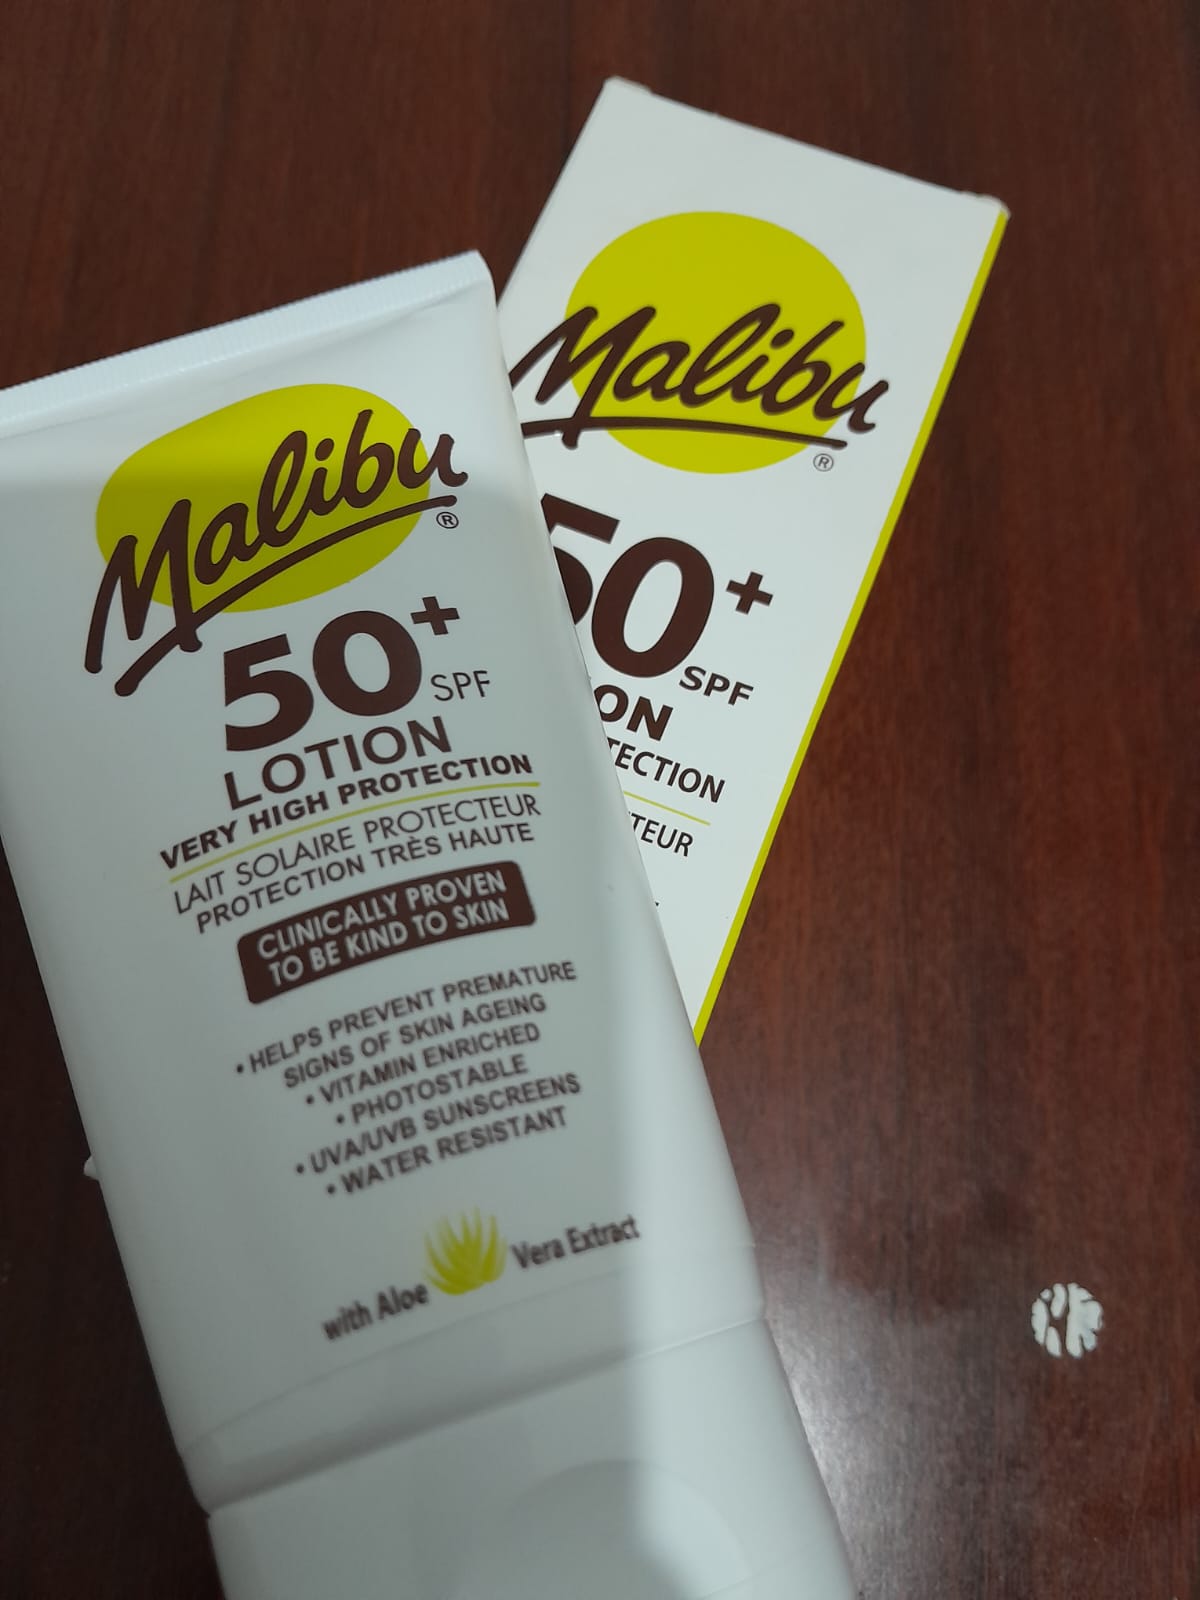 Malibu
®
50+
SPF
LOTION
VERY HIGH PROTECTION
LAIT SOLAIRE PROTECTEUR
PROTECTION TRÈS HAUTE
CLINICALLY PROVEN
TO BE KIND TO SKIN
• HELPS PREVENT PREMATURE
SIGNS OF SKIN AGEING
• VITAMIN ENRICHED
• PHOTOSTABLE
• UVA/UVB SUNSCREENS
• WATER RESISTANT
with Aloe Vera Extract
Malibu
®
50+
SPF
ION
TECTION
TEUR